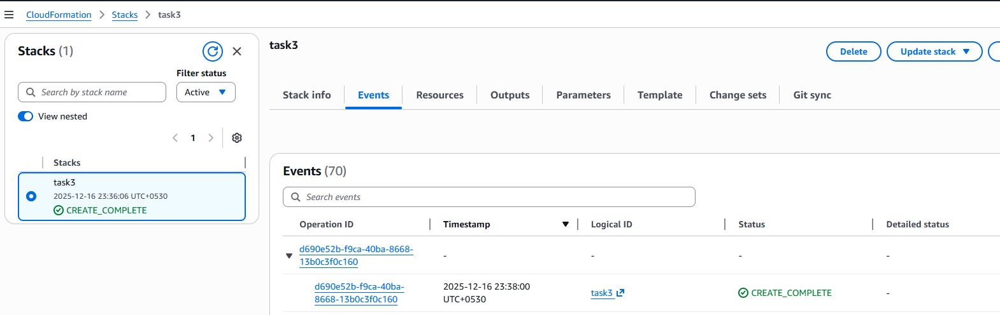 CloudFormation > Stacks > task3
Stacks (1)
Filter status
Search by stack name
Active
View nested
1
Stacks
task3
2025-12-16 23:36:06 UTC+0530
CREATE_COMPLETE
task3
Delete
Update stack
Stack info
Events
Resources
Outputs
Parameters
Template
Change sets
Git sync
Events (70)
Search events
Operation ID
Timestamp
Logical ID
Status
Detailed status
d690e52b-f9ca-40ba-8668-
13b0c3f0c160
-
-
-
-
d690e52b-f9ca-40ba-
8668-13b0c3f0c160
2025-12-16 23:38:00
UTC+0530
task3
CREATE_COMPLETE
-